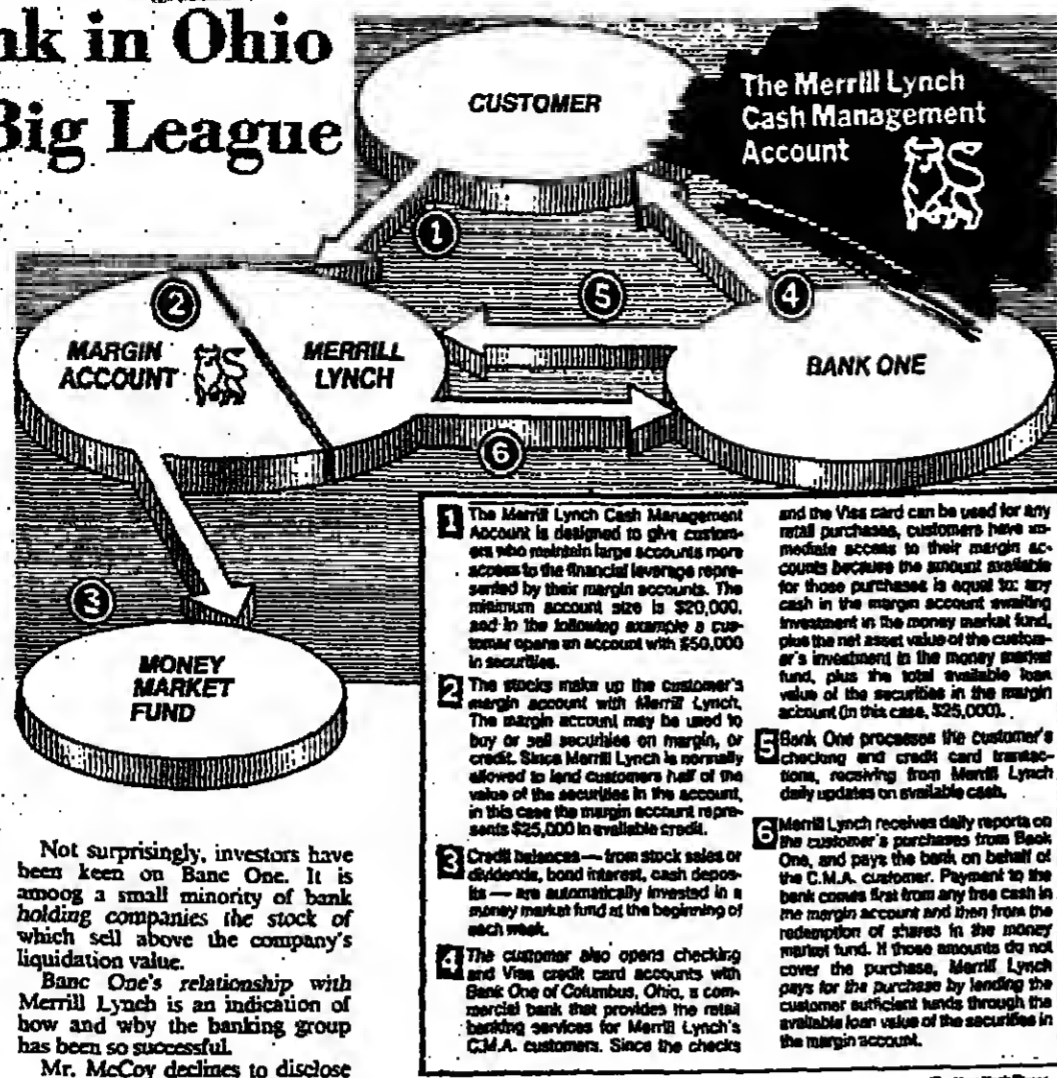 nk in Ohio
Big League
CUSTOMER
The Merrill Lynch
Cash Management
Account
1
2
5
4
MARGIN
ACCOUNT
MERRILL
LYNCH
BANK ONE
6
3
MONEY
MARKET
FUND
Not surprisingly, investors have
been keen on Banc One. It is
among a small minority of bank
holding companies the stock of
which sell above the company's
liquidation value.
Banc One's relationship with
Merrill Lynch is an indication of
how and why the banking group
has been so successful.
Mr. McCoy declines to disclose
1 The Merrill Lynch Cash Management
Account is designed to give custom-
ers who maintain large accounts more
access to the financial leverage repre-
sented by their margin accounts. The
minimum account size is $20,000,
and in the following example a cus-
tomer opens an account with $50,000
in securities.
2 The stocks make up the customer's
margin account with Merrill Lynch.
The margin account may be used to
buy or sell securities on margin, or
credit. Since Merrill Lynch is normally
allowed to lend customers half of the
value of the securities in the account,
in this case the margin account repre-
sents $25,000 in available credit.
3 Credit balances — from stock sales or
dividends, bond interest, cash depos-
its — are automatically invested in a
money market fund at the beginning of
each week.
4 The customer also opens checking
and Visa credit card accounts with
Bank One of Columbus, Ohio, a com-
mercial bank that provides the retail
banking services for Merrill Lynch's
C.M.A. customers. Since the checks
and the Visa card can be used for any
retail purchases, customers have im-
mediate access to their margin ac-
counts because the amount available
for those purchases is equal to: any
cash in the margin account awaiting
investment in the money market fund,
plus the net asset value of the custom-
er's investment in the money market
fund, plus the total available loan
value of the securities in the margin
account (in this case, $25,000).
5 Bank One processes the customer's
checking and credit card transac-
tions, receiving from Merrill Lynch
daily updates on available cash.
6 Merrill Lynch receives daily reports on
the customer's purchases from Bank
One, and pays the bank on behalf of
the C.M.A. customer. Payment to the
bank comes first from any free cash in
the margin account and then from the
redemption of shares in the money
market fund. If those amounts do not
cover the purchase, Merrill Lynch
pays for the purchase by lending the
customer sufficient funds through the
available loan value of the securities in
the margin account.